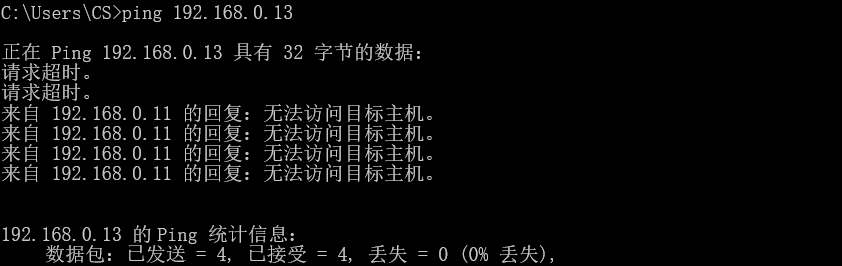 C:\Users\CS>ping 192.168.0.13
正在 Ping 192.168.0.13 具有 32 字节的数据:
请求超时。
请求超时。
来自 192.168.0.11 的回复: 无法访问目标主机。
来自 192.168.0.11 的回复: 无法访问目标主机。
来自 192.168.0.11 的回复: 无法访问目标主机。
来自 192.168.0.11 的回复: 无法访问目标主机。
192.168.0.13 的Ping 统计信息:
数据包: 已发送 = 4, 已接受 = 4, 丢失 = 0 (0% 丢失),